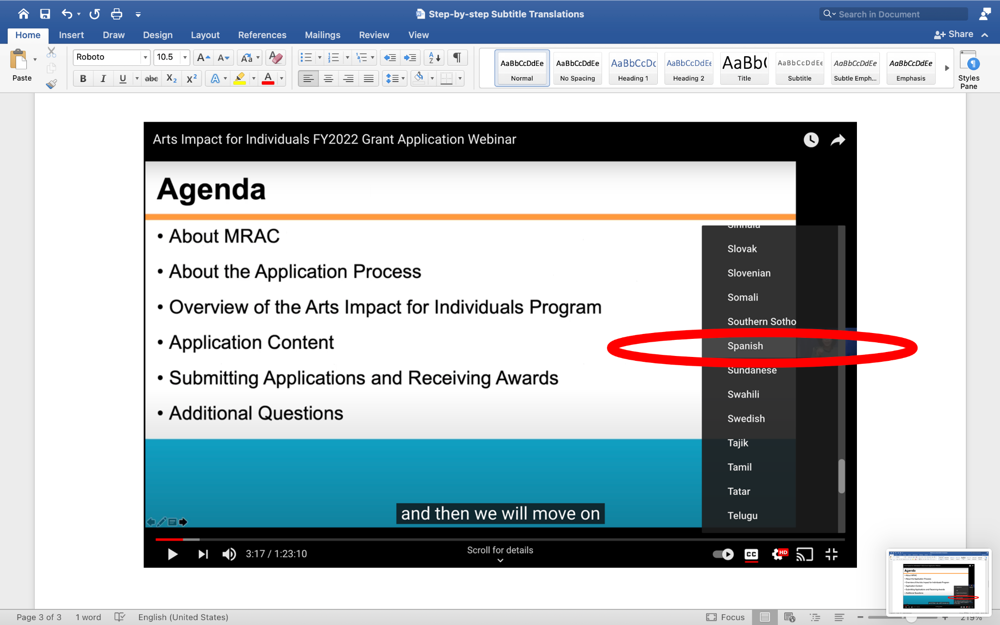 Step-by-step Subtitle Translations
Search in Document
Home Insert Draw Design Layout References Mailings Review View
Share
Paste
Roboto 10.5
AaBbCcDdEe Normal
AaBbCcDdEe No Spacing
AaBbCcDc Heading 1
AaBbCcDdEe Heading 2
AaBb( Title
AaBbCcDdEe Subtitle
AaBbCcDdEe Subtle Emph...
AaBbCcDdEe Emphasis
Styles
Pane
Arts Impact for Individuals FY2022 Grant Application Webinar
Agenda
• About MRAC
• About the Application Process
• Overview of the Arts Impact for Individuals Program
• Application Content
• Submitting Applications and Receiving Awards
• Additional Questions
Sinhala
Slovak
Slovenian
Somali
Southern Sotho
Spanish
Sundanese
Swahili
Swedish
Tajik
Tamil
Tatar
Telugu
and then we will move on
3:17 / 1:23:10
Scroll for details
CC
HD
Page 3 of 3 1 word English (United States)
Focus
219%